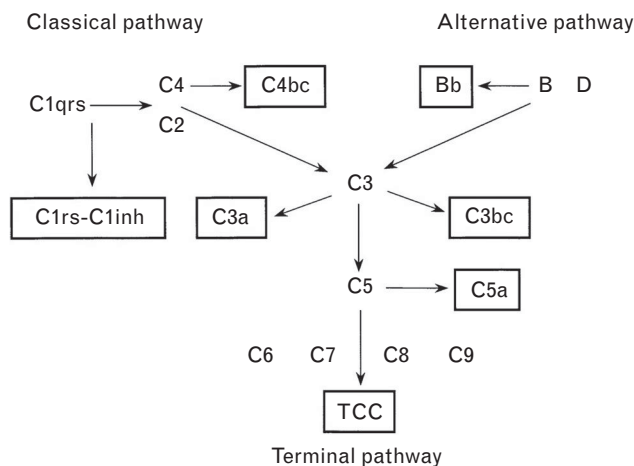 Classical pathway
Alternative pathway
C4
C4bc
Bb
B
D
C1qrs
C2
C3
C1rs-C1inh
C3a
C3bc
C5
C5a
C6
C7
C8
C9
TCC
Terminal pathway